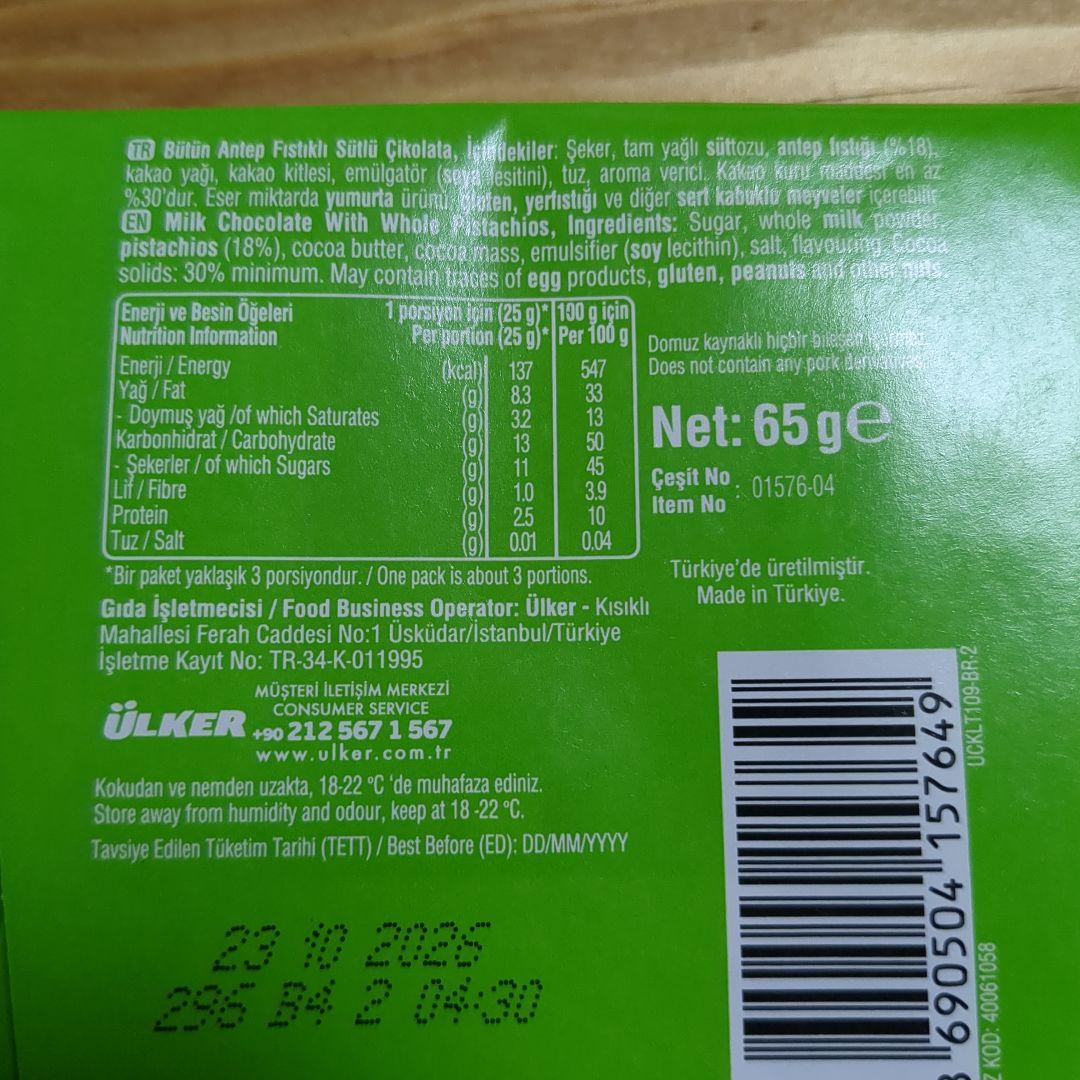 TR Bütün Antep Fıstıklı Sütlü Çikolata, İçindekiler: Şeker, tam yağlı süttozu, antep fıstığı (%18),
kakao yağı, kakao kitlesi, emülgatör (soya lesitini), tuz, aroma verici. Kakao kuru maddesi en az
%30'dur. Eser miktarda yumurta ürünü, gluten, yerfıstığı ve diğer sert kabuklu meyveler içerebilir.
EN Milk Chocolate With Whole Pistachios, Ingredients: Sugar, whole milk powder,
pistachios (18%), cocoa butter, cocoa mass, emulsifier (soy lecithin), salt, flavouring. Cocoa
solids: 30% minimum. May contain traces of egg products, gluten, peanuts and other nuts.
Enerji ve Besin Öğeleri 1 porsiyon için (25 g)* 100 g için
Nutrition Information Per portion (25 g)* Per 100 g
Enerji / Energy (kcal) 137 547
Yağ / Fat (g) 8.3 33
- Doymuş yağ /of which Saturates (g) 3.2 13
Karbonhidrat / Carbohydrate (g) 13 50
- Şekerler / of which Sugars (g) 11 45
Lif / Fibre (g) 1.0 3.9
Protein (g) 2.5 10
Tuz / Salt (g) 0.01 0.04
*Bir paket yaklaşık 3 porsiyondur. / One pack is about 3 portions.
Domuz kaynaklı hiçbir bileşen
Does not contain any pork derivatives.
Net: 65 g e
Çeşit No
Item No : 01576-04
Türkiye'de üretilmiştir.
Made in Türkiye.
Gıda İşletmecisi / Food Business Operator: Ülker - Kısıklı
Mahallesi Ferah Caddesi No:1 Üsküdar/İstanbul/Türkiye
İşletme Kayıt No: TR-34-K-011995
ÜLKER
MÜŞTERİ İLETİŞİM MERKEZİ
CONSUMER SERVICE
+90 212 567 1 567
www.ulker.com.tr
Kokudan ve nemden uzakta, 18-22 °C 'de muhafaza ediniz.
Store away from humidity and odour, keep at 18 -22 °C.
Tavsiye Edilen Tüketim Tarihi (TETT) / Best Before (ED): DD/MM/YYYY
23 10 2026
296 B4 2 04:30
8 690504 157649
UCKLT109-BR-2
Z KOD: 40061058